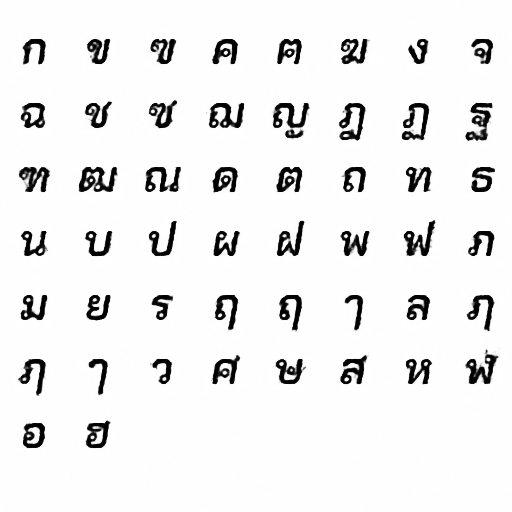 ก ข ฃ ค ฅ ฆ ง จ
ฉ ช ซ ฌ ญ ฎ ฏ ฐ
ฑ ฒ ณ ด ต ถ ท ธ
น บ ป ผ ฝ พ ฟ ภ
ม ย ร ฤ ฤ ๅ ล ฦ
ฦ ๅ ว ศ ษ ส ห ฬ
อ ฮ